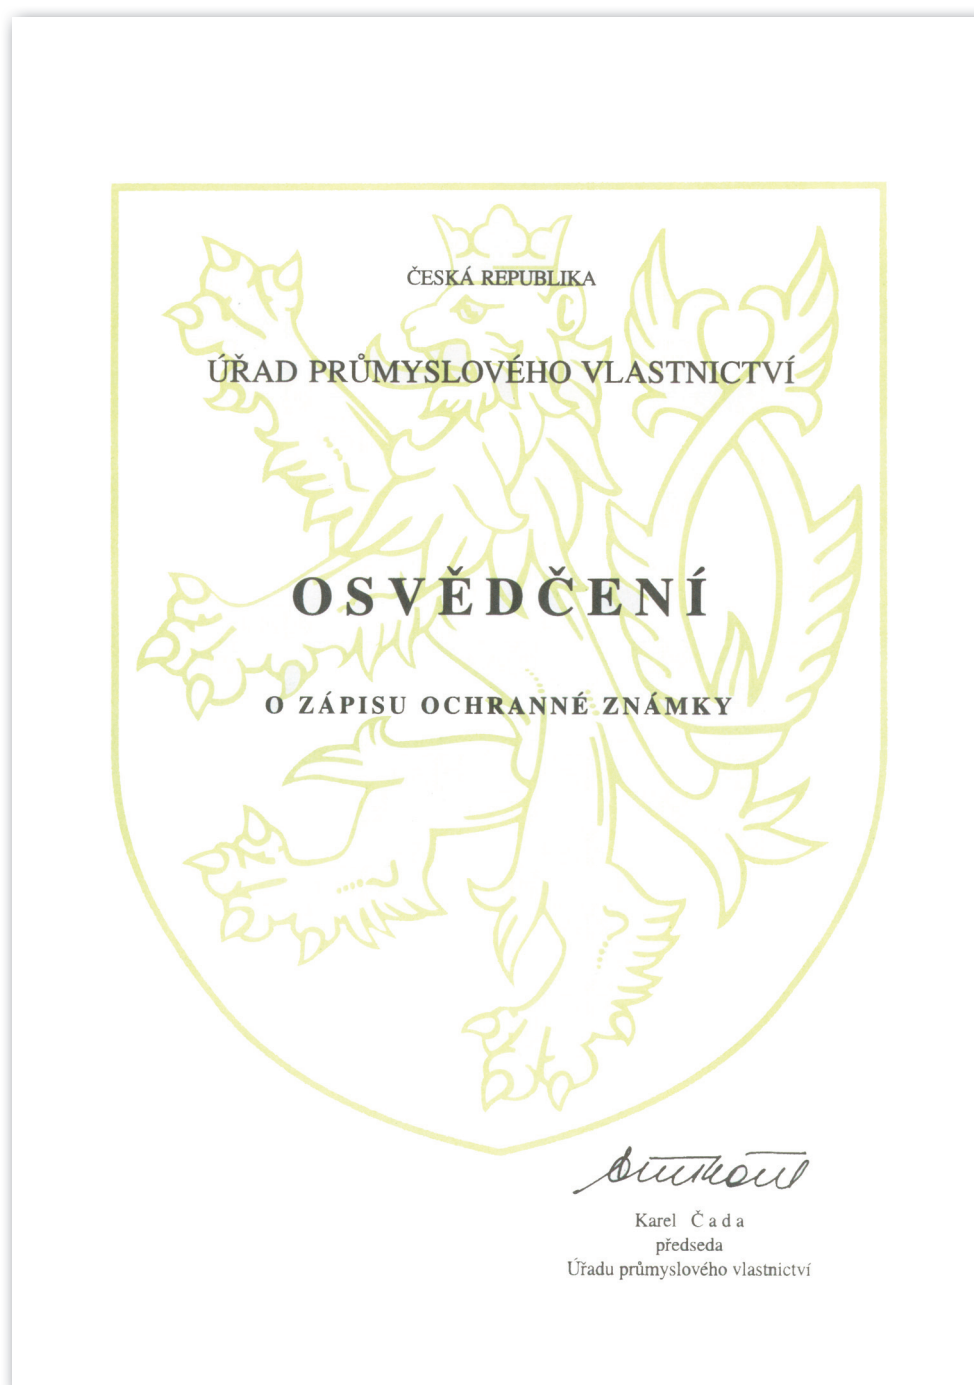 ČESKÁ REPUBLIKA
ÚŘAD PRŮMYSLOVÉHO VLASTNICTVÍ
OSVĚDČENÍ
O ZÁPISU OCHRANNÉ ZNÁMKY
Karel Čada
předseda
Úřadu průmyslového vlastnictví